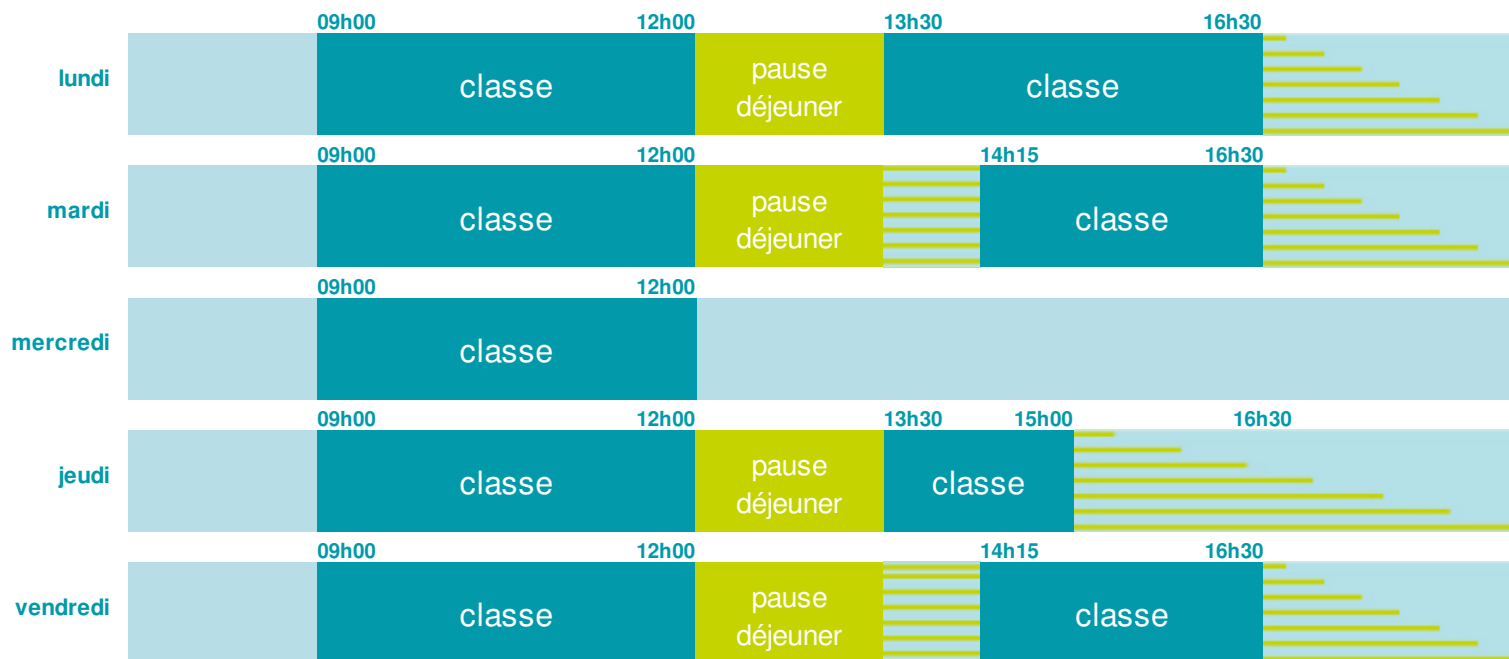 09h00 12h00 13h30 16h30
lundi classe pause classe
déjeuner
09h00 12h00 14h15 16h30
mardi classe pause classe
déjeuner
09h00 12h00
mercredi classe
09h00 12h00 13h30 15h00 16h30
jeudi classe pause classe
déjeuner
09h00 12h00 14h15 16h30
vendredi classe pause classe
déjeuner